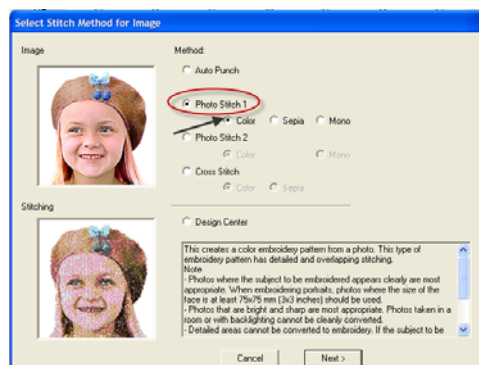 Select Stitch Method for Image
Image
Method:
Auto Punch
Photo Stitch 1
Color Sepia Mono
Photo Stitch 2
Color Mono
Cross Stitch
Color Sepia
Stitching
Design Center
This creates a color embroidery pattern from a photo. This type of
embroidery pattern has detailed and overlapping stitching.
Note
- Photos where the subject to be embroidered appears clearly are most
appropriate. When embroidering portraits, photos where the size of the
face is at least 75x75 mm (3x3 inches) should be used.
- Photos that are bright and sharp are most appropriate. Photos taken in a
room or with backlighting cannot be cleanly converted.
- Detailed areas cannot be converted to embroidery. If the subject to be
Cancel Next >